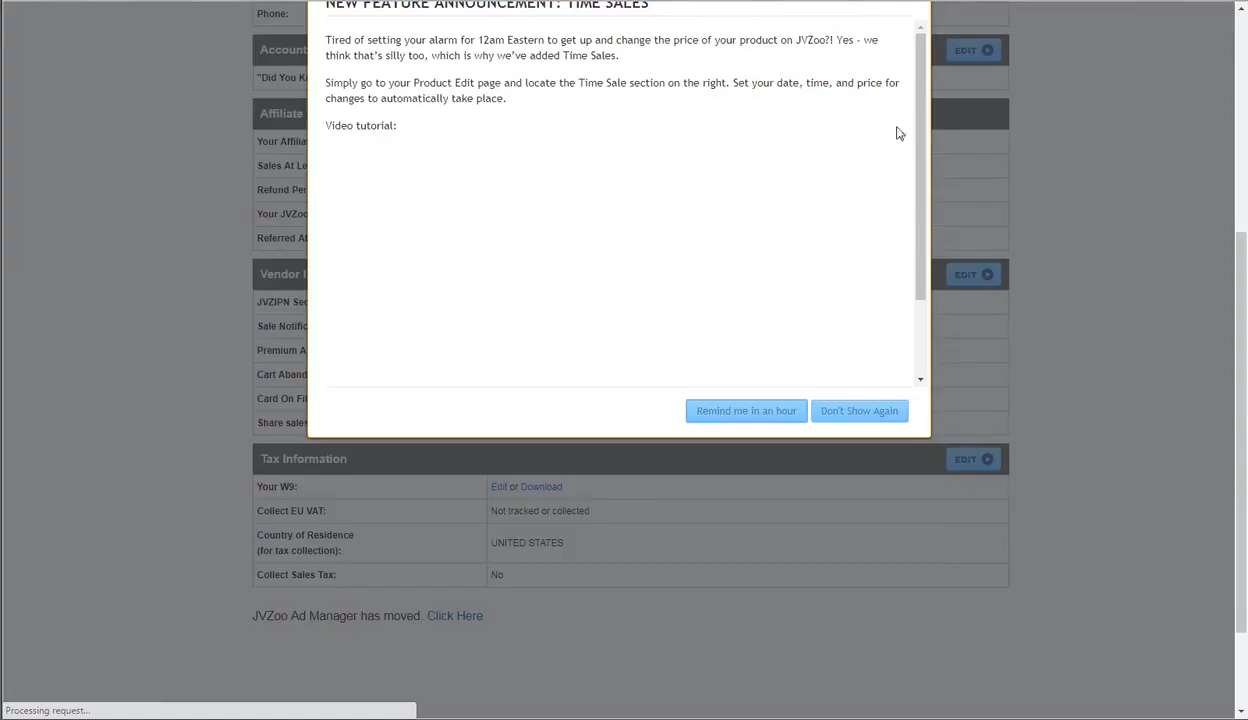 NEW FEATURE ANNOUNCEMENT: TIME SALES
Phone:
Tired of setting your alarm for 12am Eastern to get up and change the price of your product on JVZoo?! Yes - we
think that's silly too, which is why we've added Time Sales.
Simply go to your Product Edit page and locate the Time Sale section on the right. Set your date, time, and price for
changes to automatically take place.
Video tutorial:
Remind me in an hour
Don't Show Again
Account
EDIT
"Did You Kn
Affiliate
Your Affilia
Sales At Le
Refund Per
Your JVZoo
Referred Af
Vendor I
EDIT
JVZIPN Sec
Sale Notific
Premium A
Cart Aband
Card On Fi
Share sales
Tax Information
EDIT
Your W9:
Edit or Download
Collect EU VAT:
Not tracked or collected
Country of Residence
(for tax collection):
UNITED STATES
Collect Sales Tax:
No
JVZoo Ad Manager has moved. Click Here
Processing request...